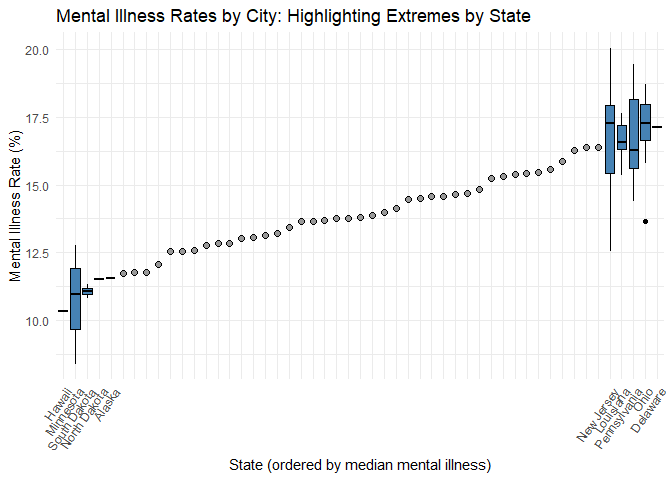 Mental Illness Rates by City: Highlighting Extremes by State
Mental Illness Rate (%)
20.0
17.5
15.0
12.5
10.0
Hawaii
Minnesota
South Dakota
North Dakota
Alaska
New Jersey
Louisiana
Pennsylvania
Ohio
Delaware
State (ordered by median mental illness)